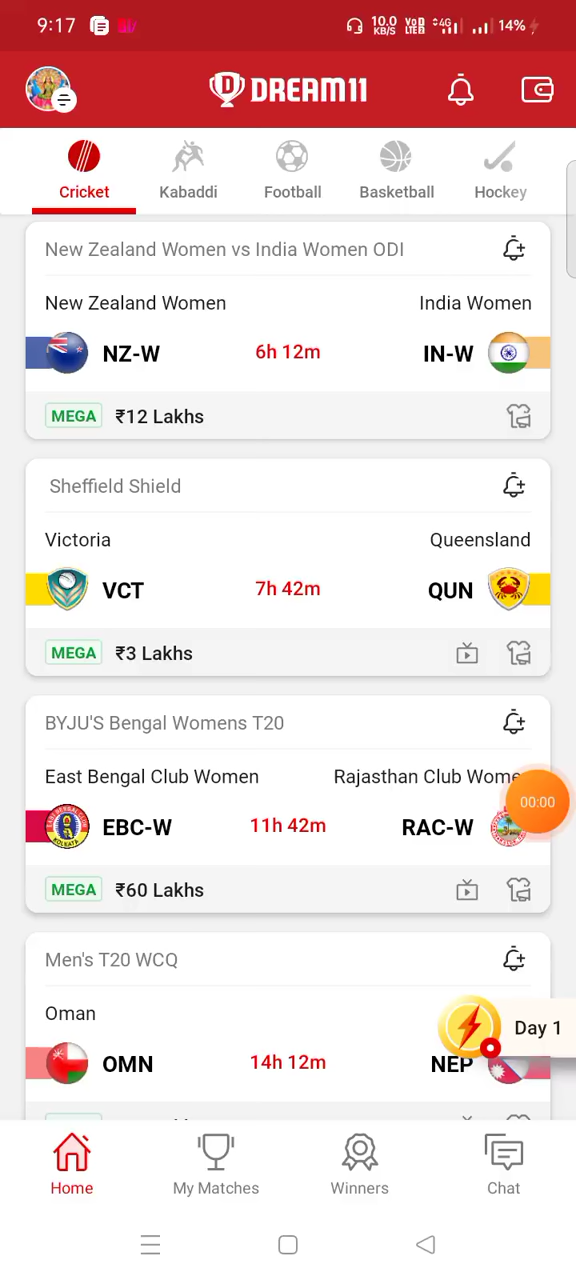 9:17 10.0 KB/S VoD LTE2 4G 14%
DREAM11
Cricket Kabaddi Football Basketball Hockey
New Zealand Women vs India Women ODI
New Zealand Women India Women
NZ-W 6h 12m IN-W
MEGA ₹12 Lakhs
Sheffield Shield
Victoria Queensland
VCT 7h 42m QUN
MEGA ₹3 Lakhs
BYJU'S Bengal Womens T20
East Bengal Club Women Rajasthan Club Wome
EBC-W 11h 42m RAC-W
00:00
MEGA ₹60 Lakhs
Men's T20 WCQ
Oman
Day 1
OMN 14h 12m NEP
Home My Matches Winners Chat